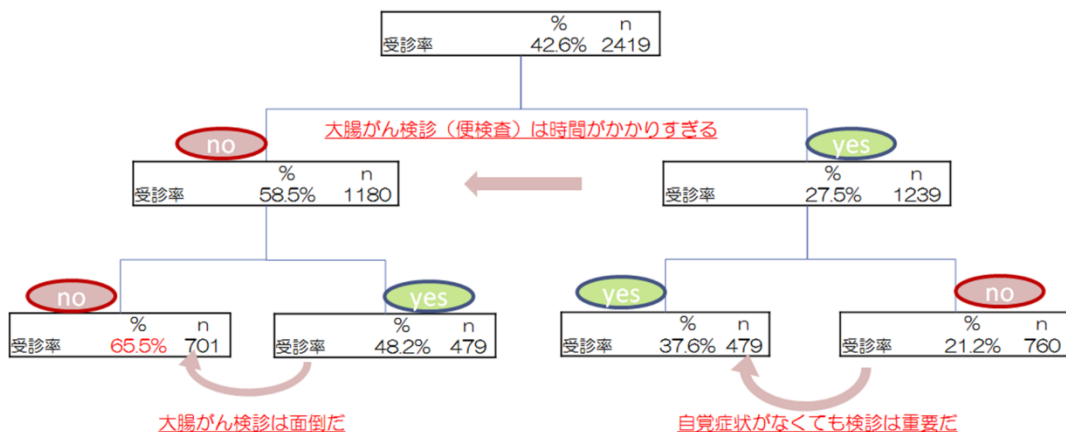 % n
受診率 42.6% 2419
大腸がん検診（便検査）は時間がかかりすぎる
no
yes
% n
受診率 58.5% 1180
% n
受診率 27.5% 1239
no
yes
yes
no
% n
受診率 65.5% 701
% n
受診率 48.2% 479
% n
受診率 37.6% 479
% n
受診率 21.2% 760
大腸がん検診は面倒だ
自覚症状がなくても検診は重要だ